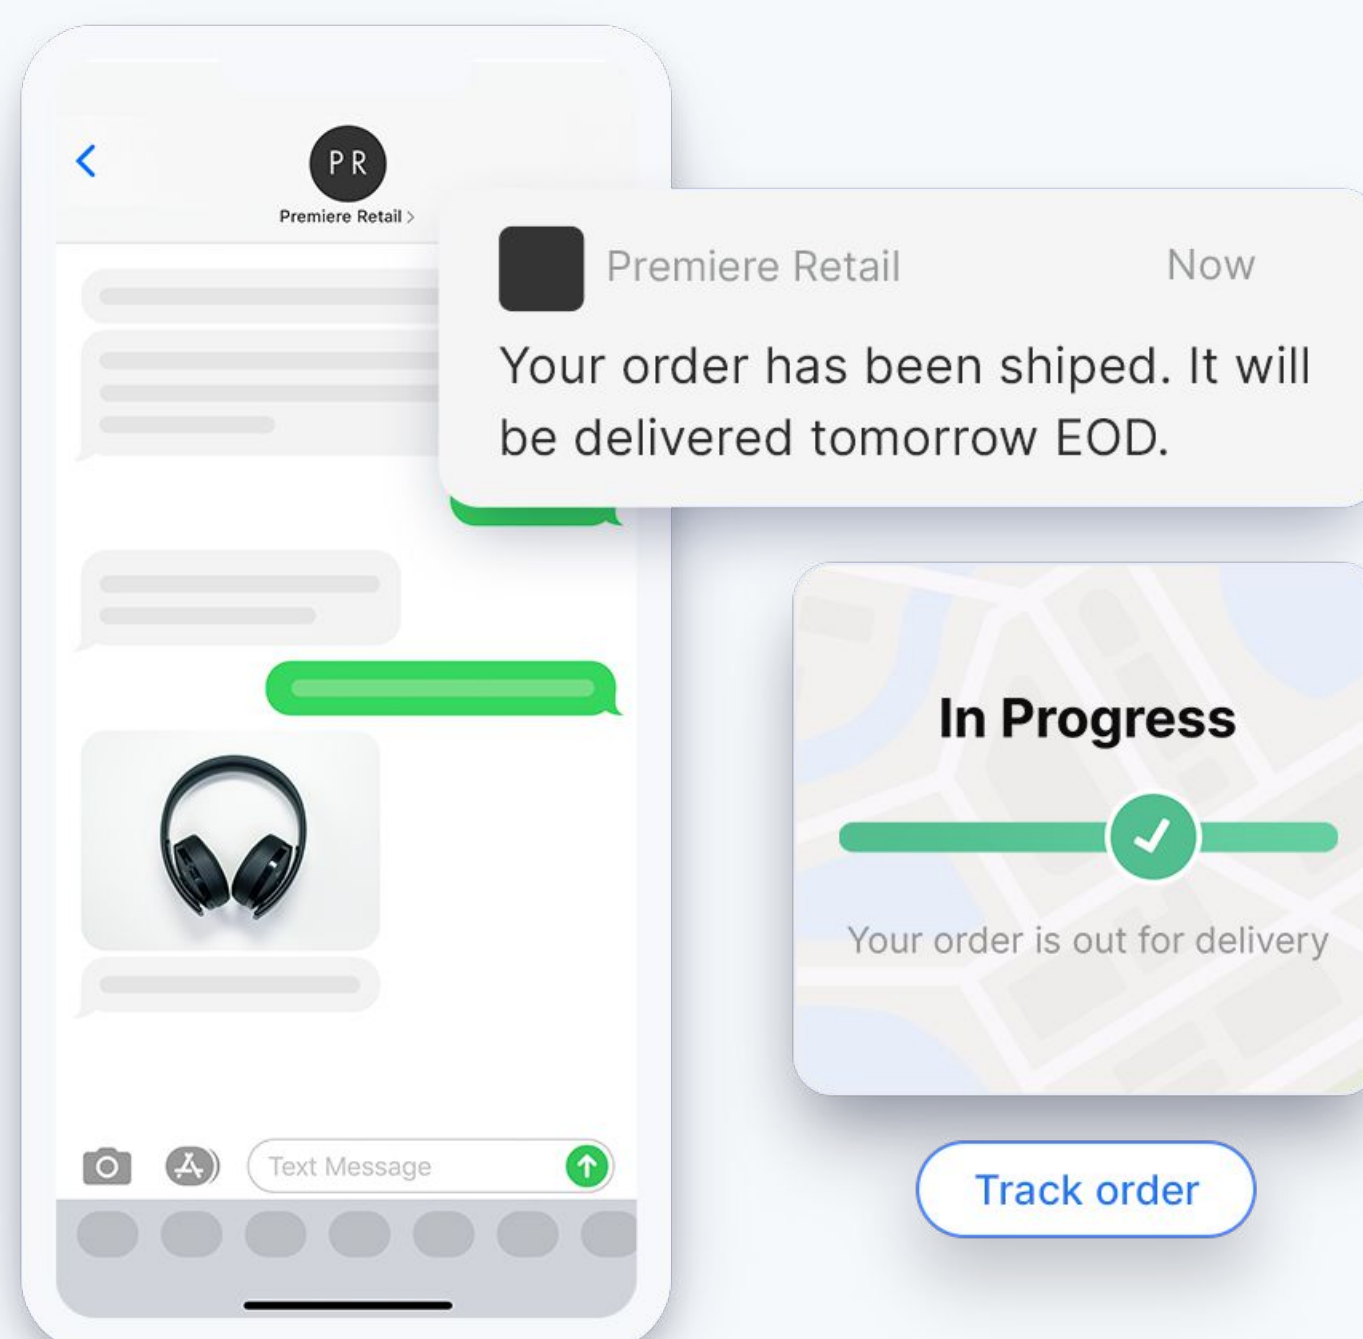 PR
Premiere Retail >
Premiere Retail
Now
Your order has been shiped. It will
be delivered tomorrow EOD.
In Progress
Your order is out for delivery
Text Message
Track order